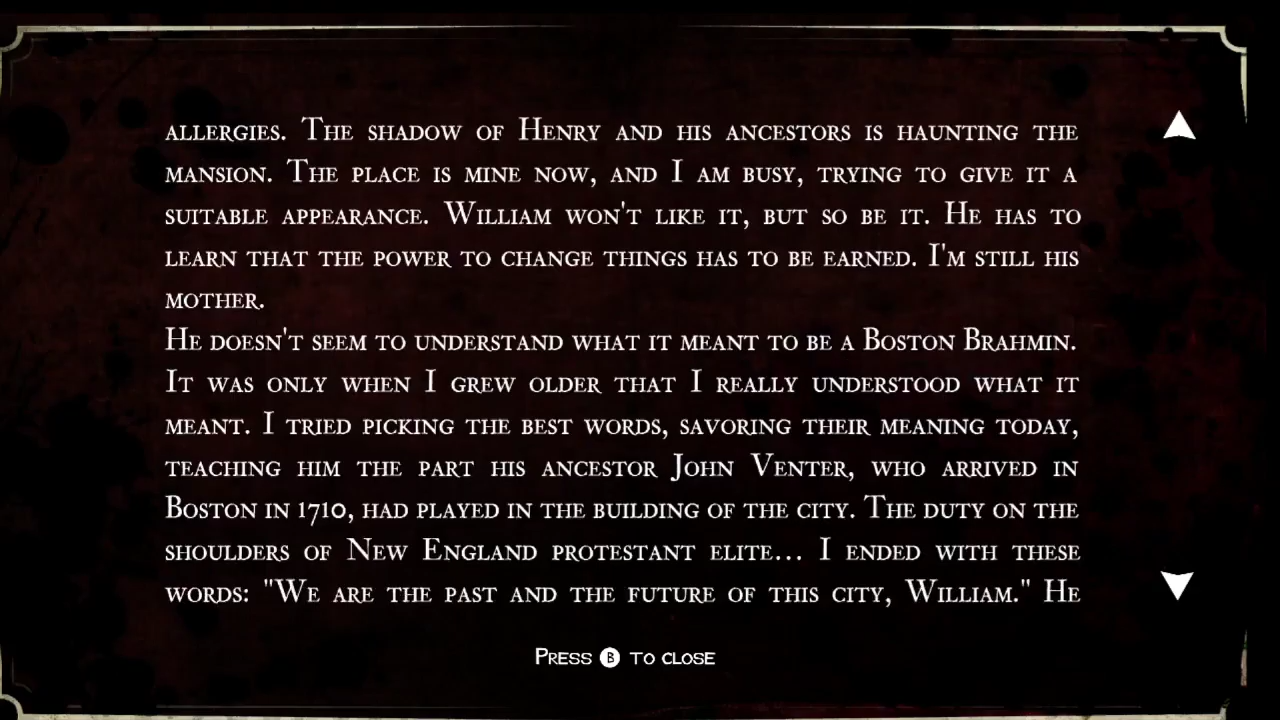 allergies. The shadow of Henry and his ancestors is haunting the
mansion. The place is mine now, and I am busy, trying to give it a
suitable appearance. William won't like it, but so be it. He has to
learn that the power to change things has to be earned. I'm still his
mother.
He doesn't seem to understand what it meant to be a Boston Brahmin.
It was only when I grew older that I really understood what it
meant. I tried picking the best words, savoring their meaning today,
teaching him the part his ancestor John Venter, who arrived in
Boston in 1710, had played in the building of the city. The duty on the
shoulders of New England protestant elite... I ended with these
words: "We are the past and the future of this city, William." He
Press B to close